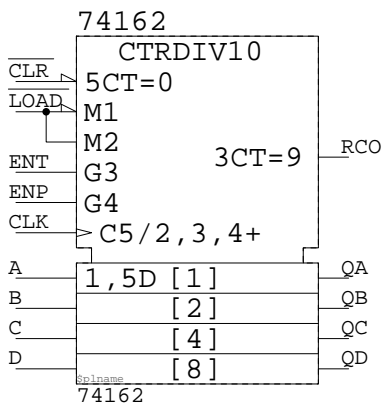 74162
CTRDIV10
CLR
5CT=0
LOAD
M1
M2
3CT=9
RCO
ENT
G3
ENP
G4
CLK
C5/2,3,4+
A
1,5D [1]
QA
B
[2]
QB
C
[4]
QC
D
[8]
QD
$plname
74162